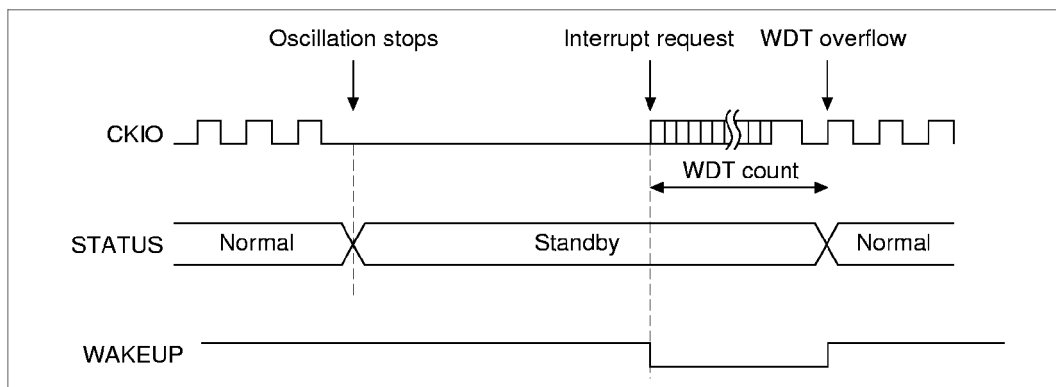 Oscillation stops Interrupt request WDT overflow
CKIO
WDT count
STATUS Normal Standby Normal
WAKEUP